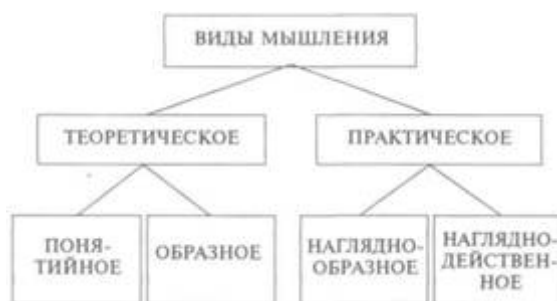 ВИДЫ МЫШЛЕНИЯ
ТЕОРЕТИЧЕСКОЕ
ПРАКТИЧЕСКОЕ
ПОНЯ-
ТИЙНОЕ
ОБРАЗНОЕ
НАГЛЯДНО-
ОБРАЗНОЕ
НАГЛЯДНО-
ДЕЙСТВЕН-
НОЕ